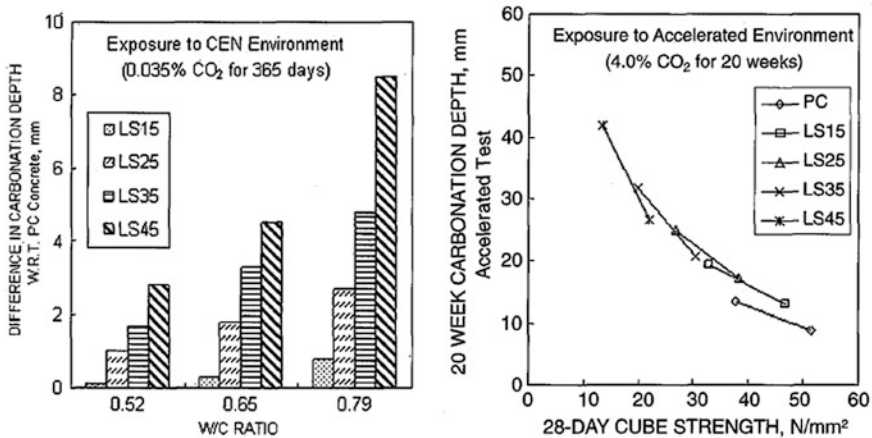 DIFFERENCE IN CARBONATION DEPTH
W.R.T. PC Concrete, mm
10
8
6
4
2
0
Exposure to CEN Environment
(0.035% CO₂ for 365 days)
LS15
LS25
LS35
LS45
0.52
0.65
0.79
W/C RATIO
20 WEEK CARBONATION DEPTH, mm
Accelerated Test
60
50
40
30
20
10
0
Exposure to Accelerated Environment
(4.0% CO₂ for 20 weeks)
PC
LS15
LS25
LS35
LS45
0
10
20
30
40
50
60
28-DAY CUBE STRENGTH, N/mm²